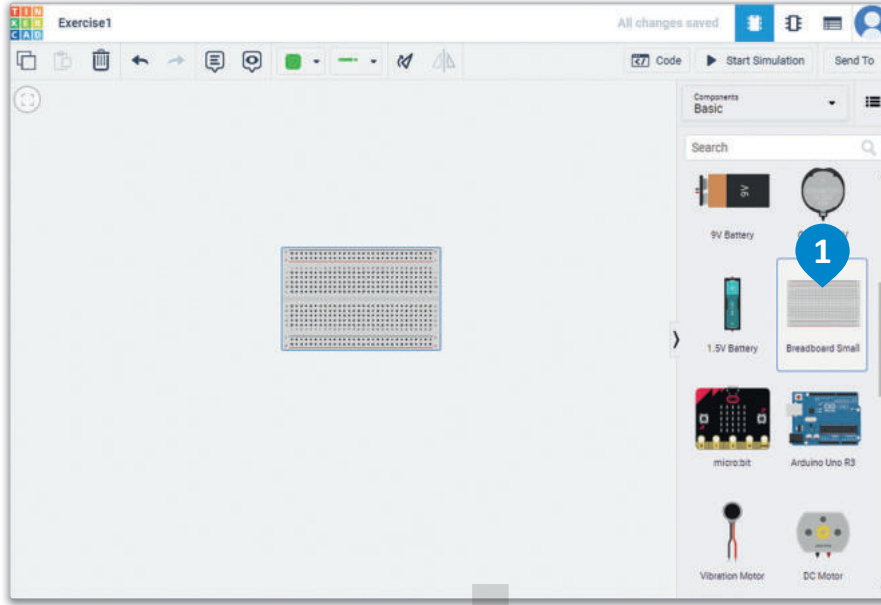 TIN
KER
CAD
Exercise1
All changes saved
Code
Start Simulation
Send To
Components
Basic
Search
9V
9V Battery
1
1.5V Battery
Breadboard Small
micro:bit
Arduino Uno R3
Vibration Motor
DC Motor